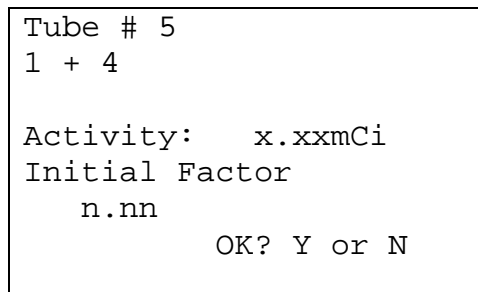 Tube # 5
1 + 4
Activity: x.xxmCi
Initial Factor
n.nn
OK? Y or N